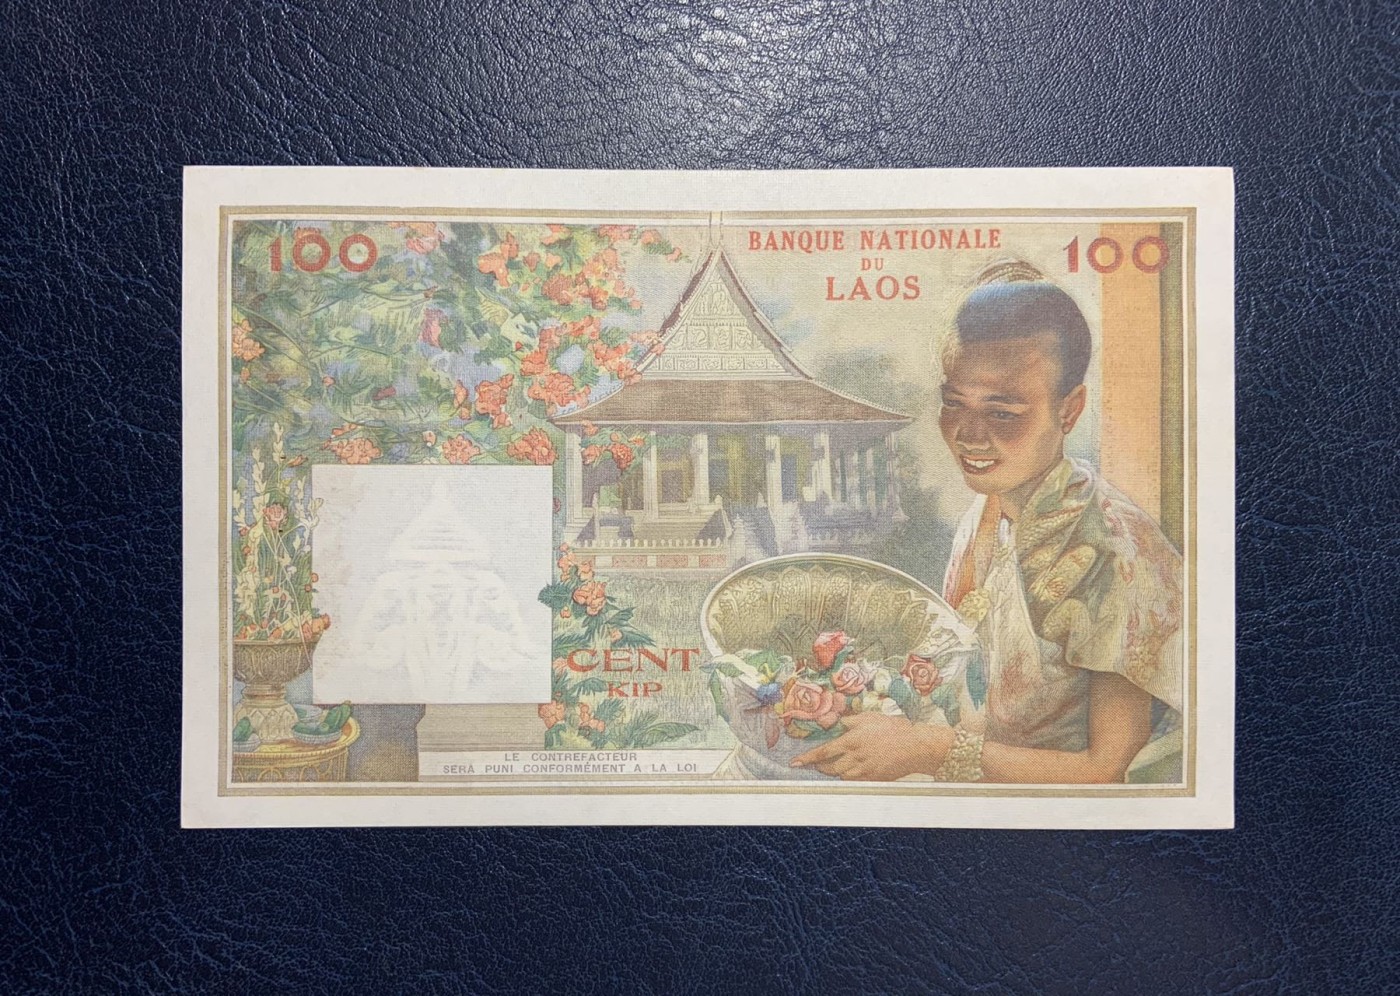 100
BANQUE NATIONALE
DU
LAOS
100
CENT
KIP
LE CONTREFACTEUR
SERA PUNI CONFORMÉMENT A LA LOI